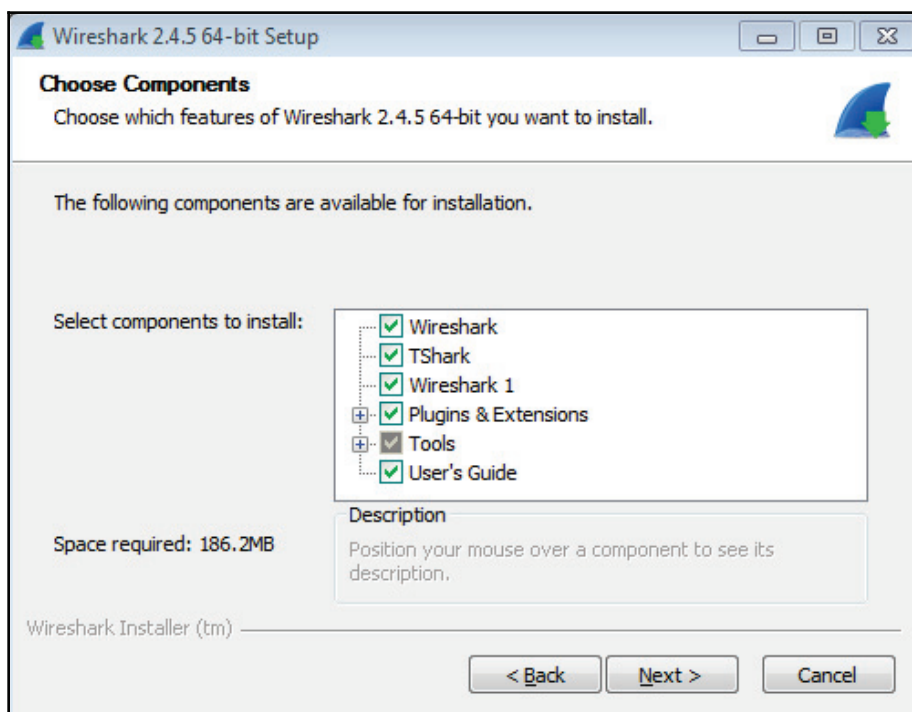 Wireshark 2.4.5 64-bit Setup
Choose Components
Choose which features of Wireshark 2.4.5 64-bit you want to install.
The following components are available for installation.
Select components to install:
Wireshark
TShark
Wireshark 1
Plugins & Extensions
Tools
User's Guide
Space required: 186.2MB
Description
Position your mouse over a component to see its
description.
Wireshark Installer (tm)
< Back
Next >
Cancel